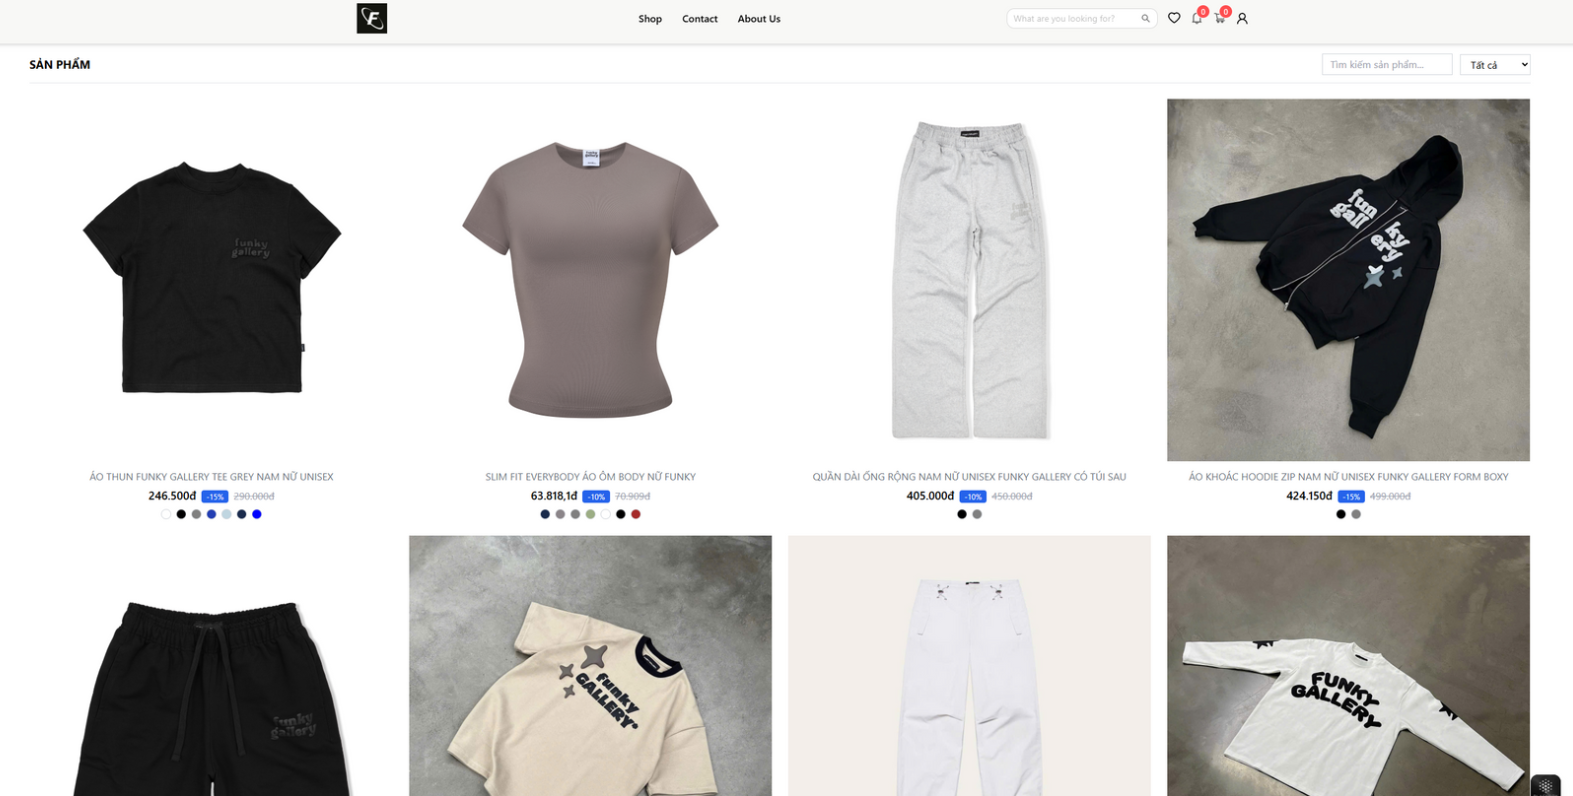 F
Shop
Contact
About Us
What are you looking for?
0
0
SẢN PHẨM
Tìm kiếm sản phẩm...
Tất cả
funky
gallery
funky
gallery
fun
ky
gall
ery
ÁO THUN FUNKY GALLERY TEE GREY NAM NỮ UNISEX
246.500đ -15% 290.000đ
SLIM FIT EVERYBODY ÁO ÔM BODY NỮ FUNKY
63.818,1đ -10% 70.909đ
QUẦN DÀI ỐNG RỘNG NAM NỮ UNISEX FUNKY GALLERY CÓ TÚI SAU
405.000đ -10% 450.000đ
ÁO KHOÁC HOODIE ZIP NAM NỮ UNISEX FUNKY GALLERY FORM BOXY
424.150đ -15% 499.000đ
funky
gallery
funky
GALLERY
FUNKY
GALLERY